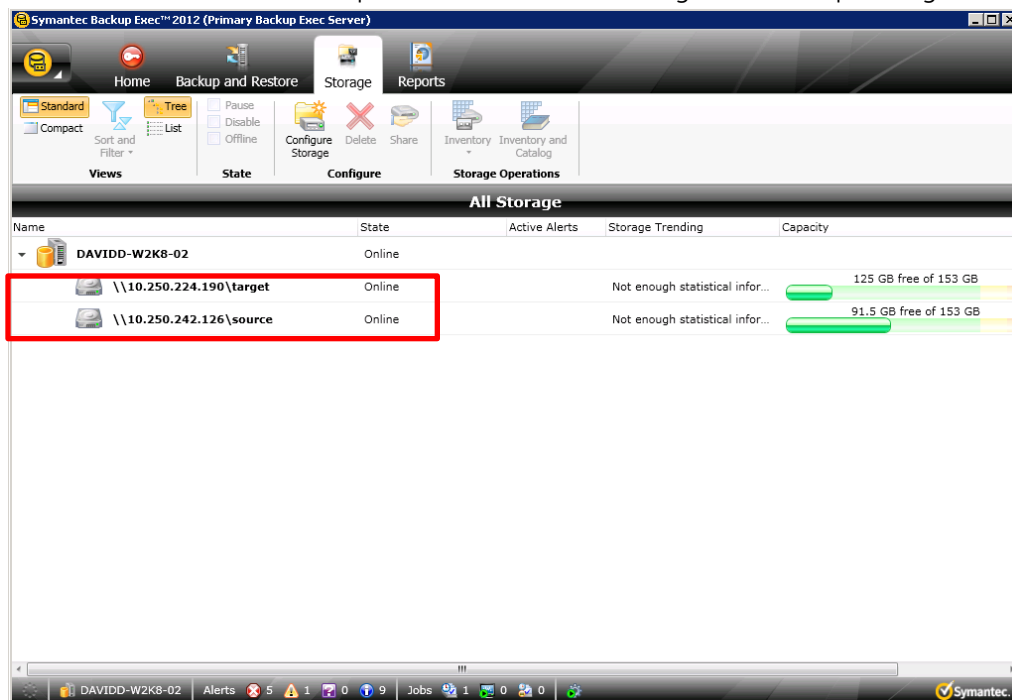 Symantec Backup Exec™ 2012 (Primary Backup Exec Server)
Home Backup and Restore Storage Reports
Standard
Compact
Sort and
Filter
Tree
List
Views
Pause
Disable
Offline
State
Configure
Storage
Delete Share
Configure
Inventory
Inventory and
Catalog
Storage Operations
All Storage
Name State Active Alerts Storage Trending Capacity
DAVIDD-W2K8-02 Online
\\10.250.224.190\target Online Not enough statistical infor... 125 GB free of 153 GB
\\10.250.242.126\source Online Not enough statistical infor... 91.5 GB free of 153 GB
DAVIDD-W2K8-02 Alerts 5 1 0 9 Jobs 1 0 0 Symantec.